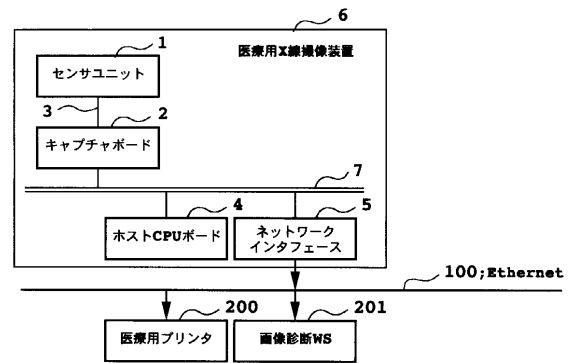 6
医療用X線撮像装置
1
センサユニット
3
2
キャプチャボード
7
4
5
ホストCPUボード
ネットワーク
インタフェース
100;Ethernet
200
201
医療用プリンタ
画像診断WS